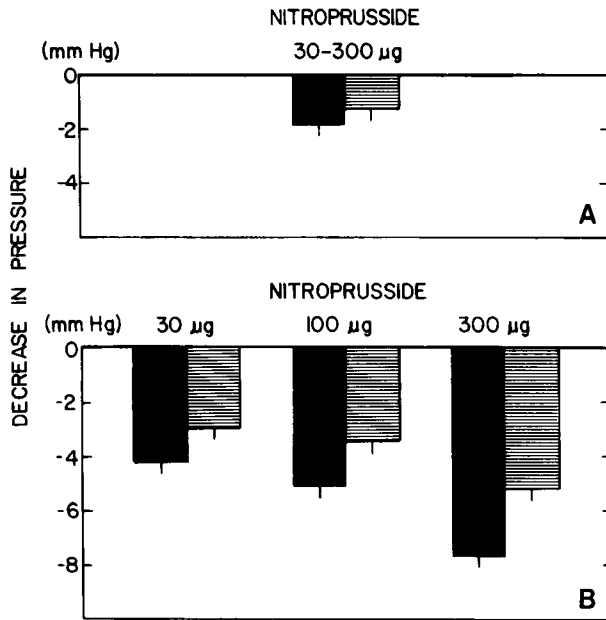 NITROPRUSSIDE
(mm Hg) 30-300 µg
0
-2
-4
A
DECREASE IN PRESSURE
NITROPRUSSIDE
(mm Hg) 30 µg 100 µg 300 µg
0
-2
-4
-6
-8
B